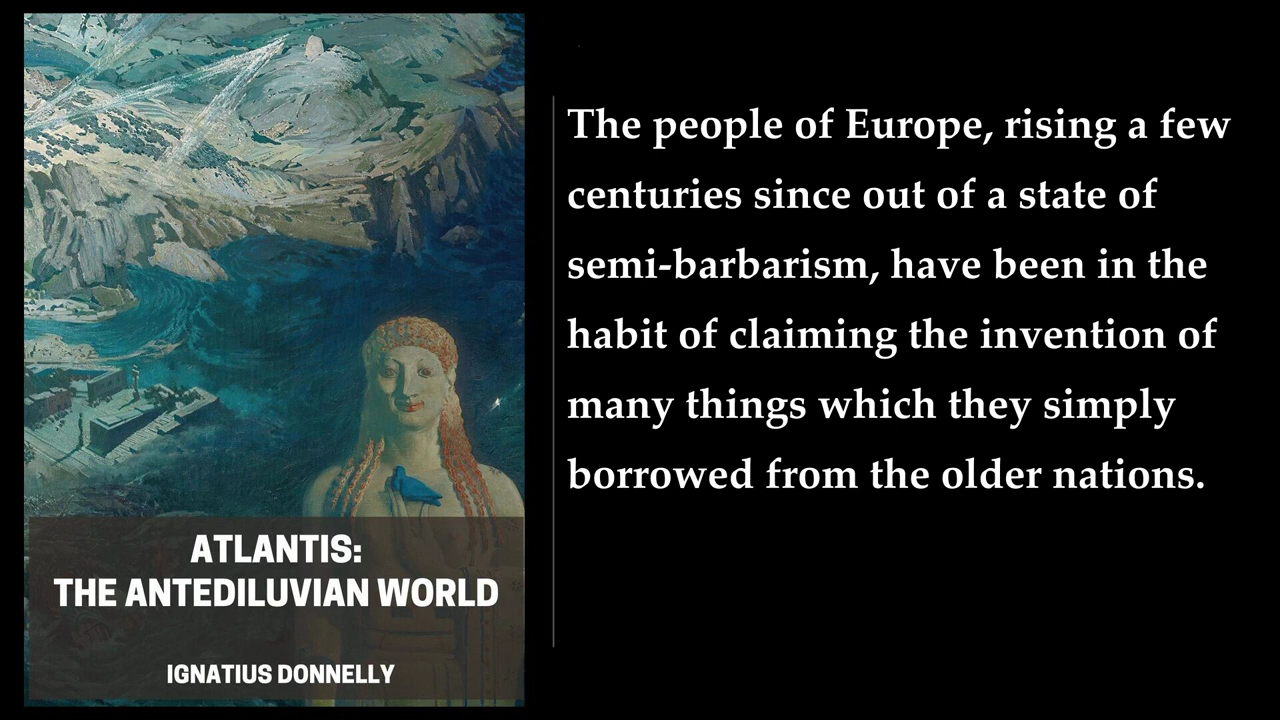 ATLANTIS:
THE ANTEDILUVIAN WORLD
IGNATIUS DONNELLY
The people of Europe, rising a few
centuries since out of a state of
semi-barbarism, have been in the
habit of claiming the invention of
many things which they simply
borrowed from the older nations.